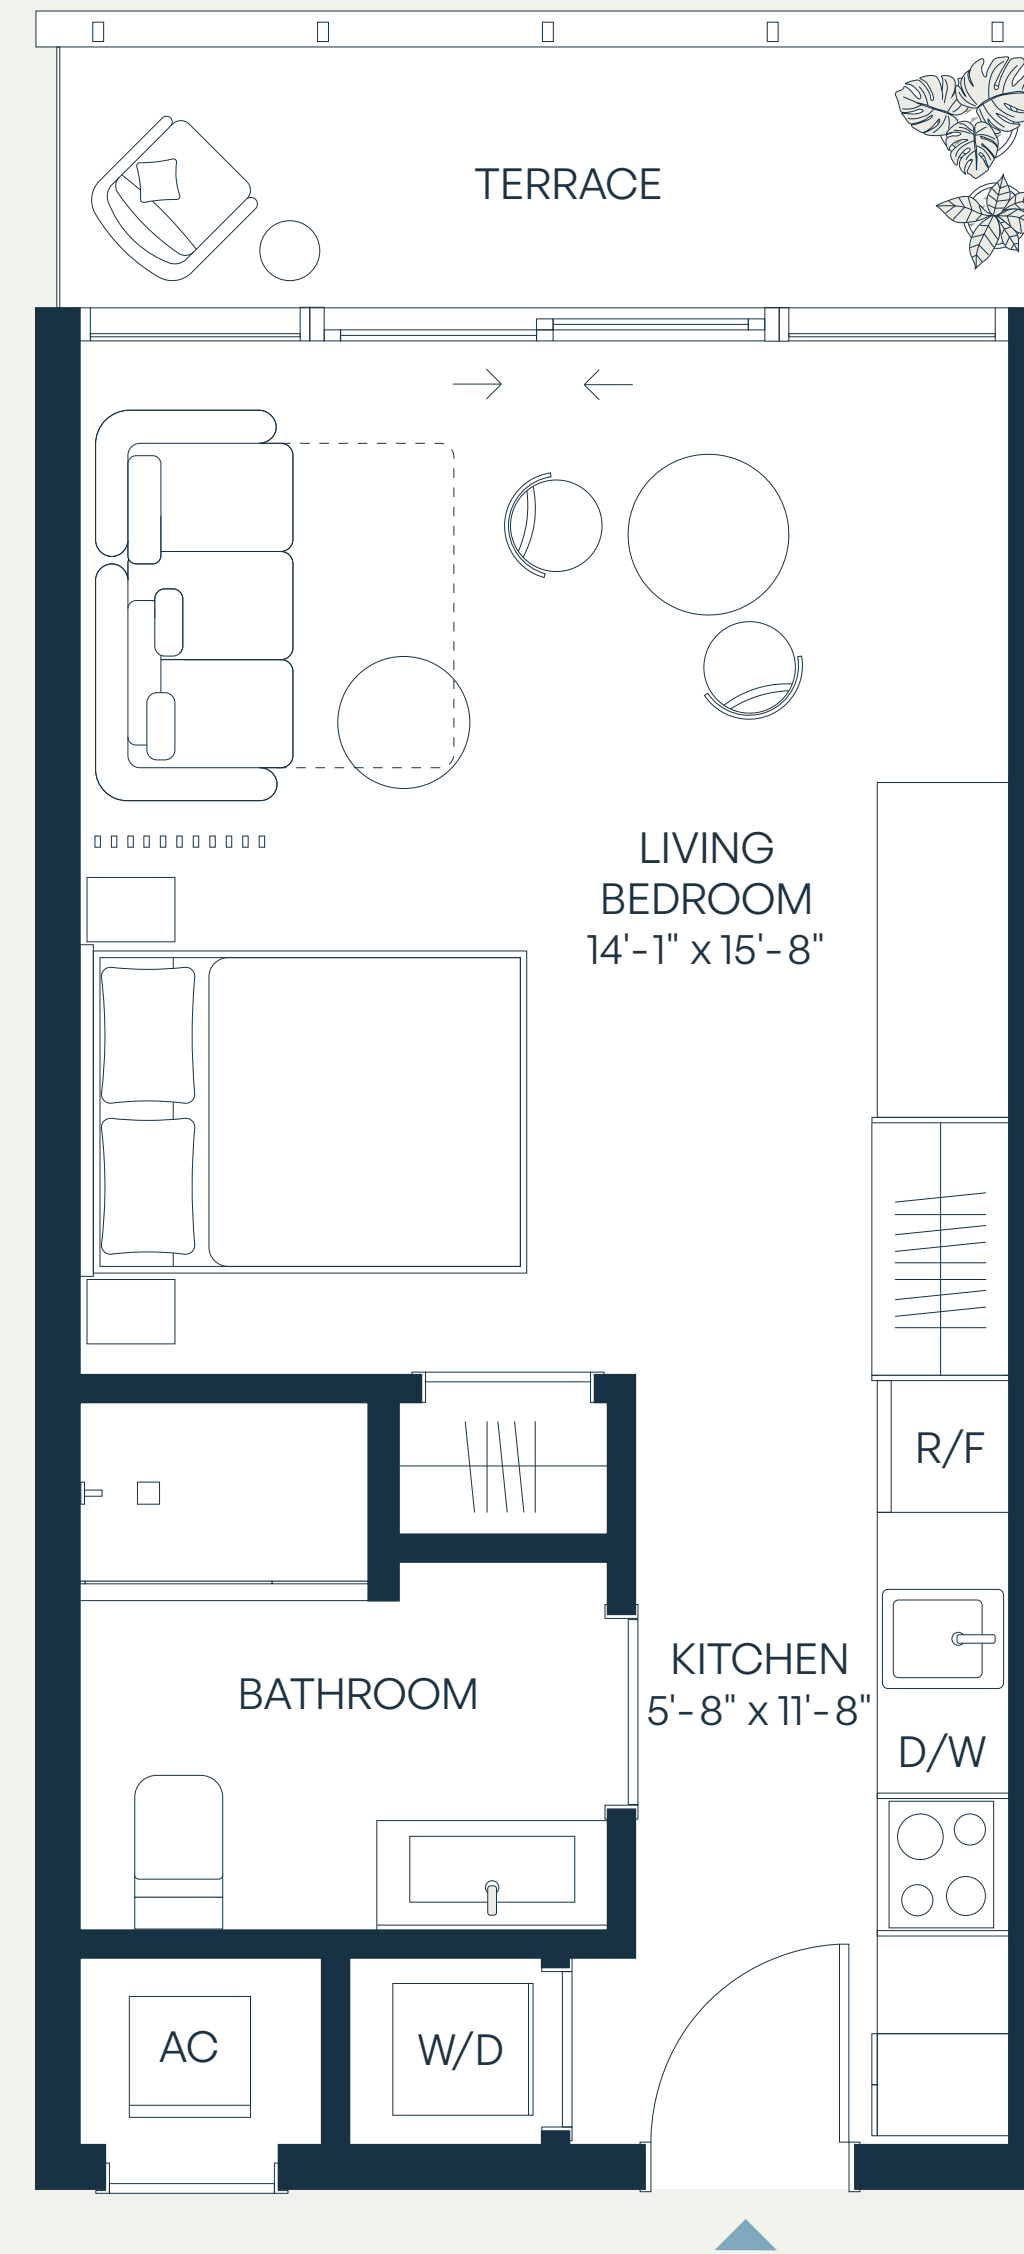 TERRACE
LIVING
BEDROOM
14'-1" x 15'-8"
R/F
KITCHEN
5'-8" x 11'-8"
BATHROOM
D/W
AC
W/D